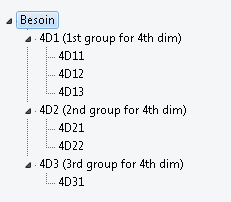 Besoin
4D1 (1st group for 4th dim)
4D11
4D12
4D13
4D2 (2nd group for 4th dim)
4D21
4D22
4D3 (3rd group for 4th dim)
4D31